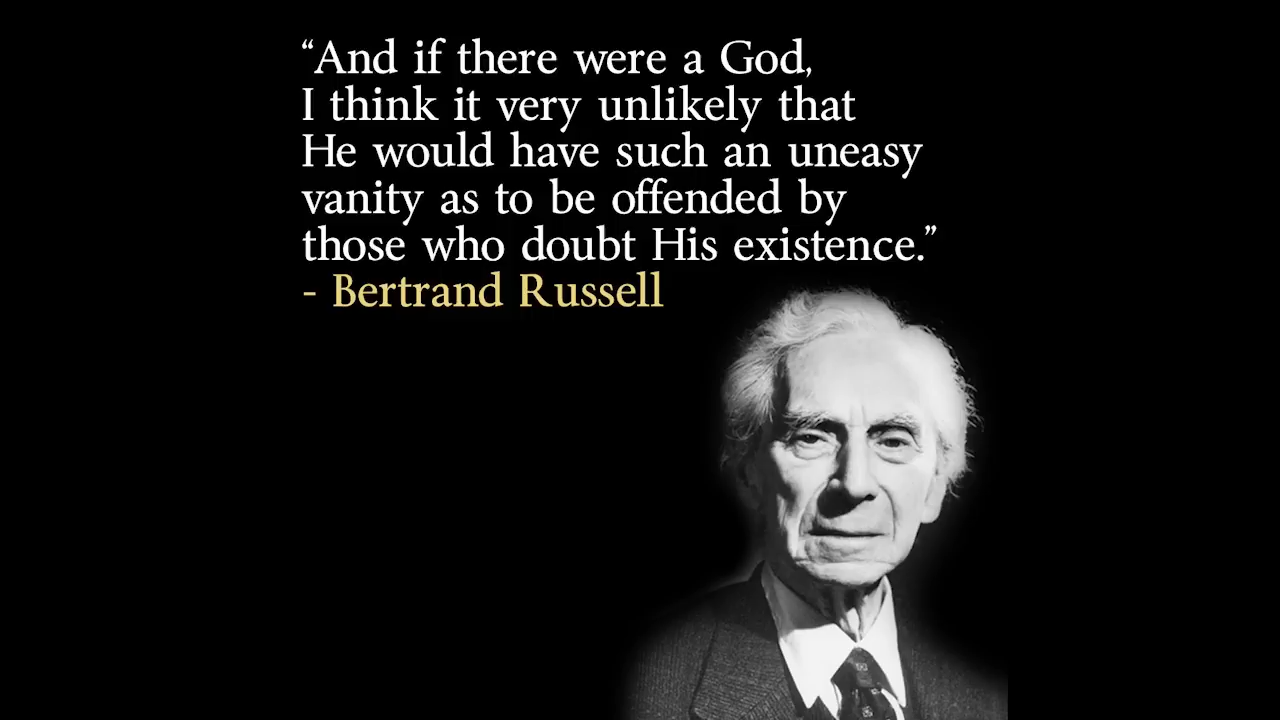 “And if there were a God,
I think it very unlikely that
He would have such an uneasy
vanity as to be offended by
those who doubt His existence.”
- Bertrand Russell